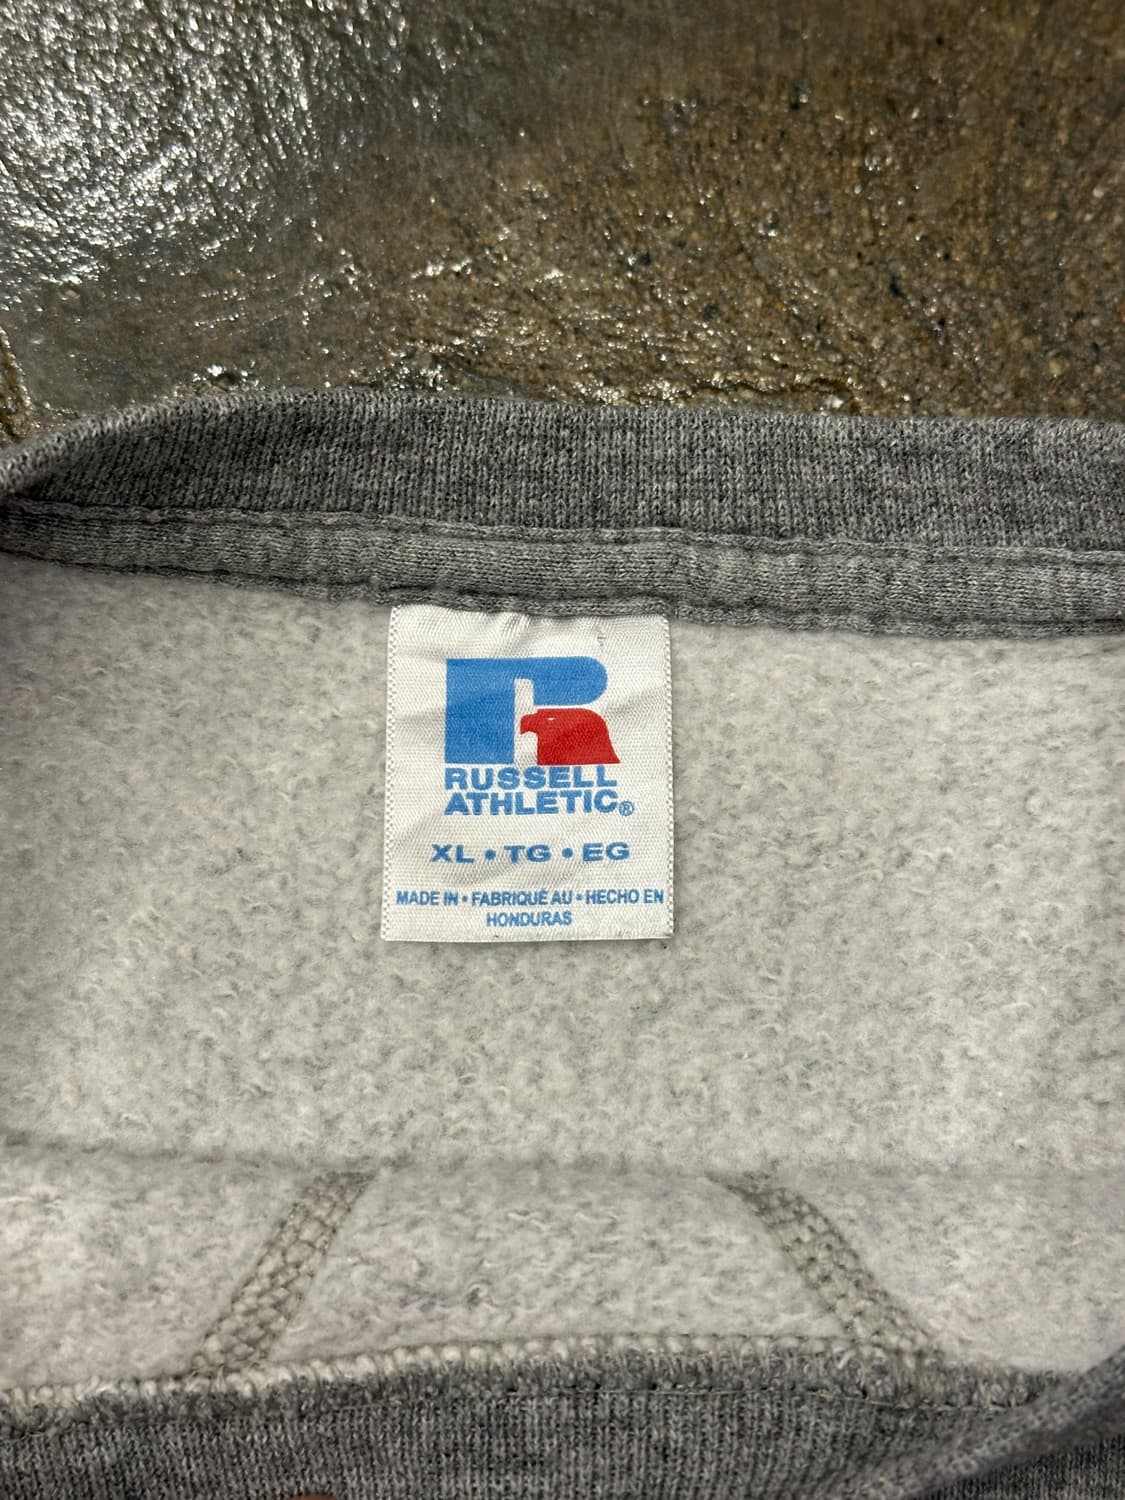 RUSSELL
ATHLETIC®
XL • TG • EG
MADE IN • FABRIQUÉ AU • HECHO EN
HONDURAS